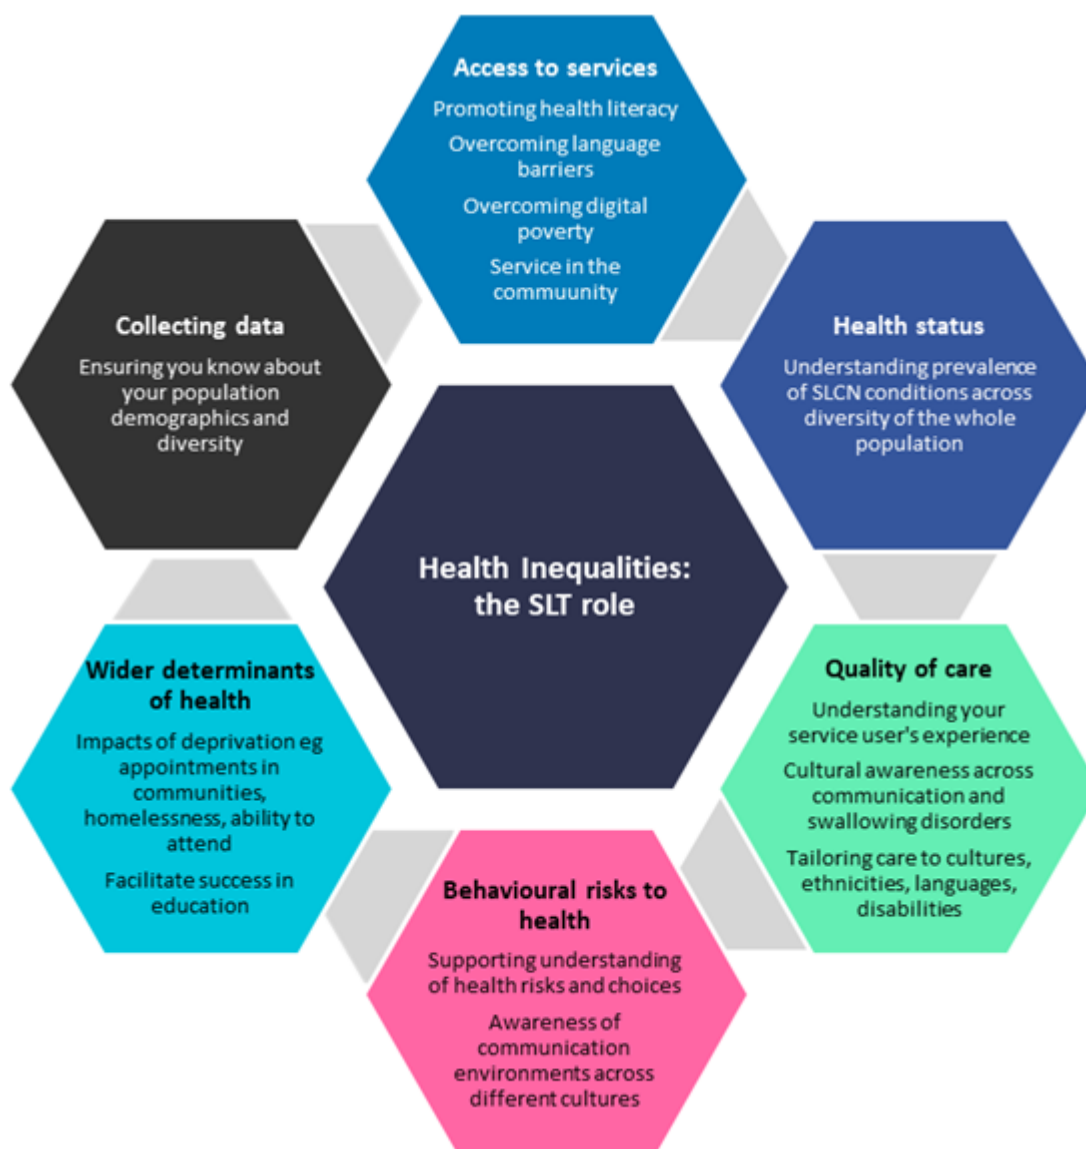 Access to services
Promoting health literacy
Overcoming language
barriers
Overcoming digital
poverty
Service in the
commuunity
Health status
Understanding prevalence
of SLCN conditions across
diversity of the whole
population
Quality of care
Understanding your
service user's experience
Cultural awareness across
communication and
swallowing disorders
Tailoring care to cultures,
ethnicities, languages,
disabilities
Behavioural risks to
health
Supporting understanding
of health risks and choices
Awareness of
communication
environments across
different cultures
Wider determinants
of health
Impacts of deprivation eg
appointments in
communities,
homelessness, ability to
attend
Facilitate success in
education
Collecting data
Ensuring you know about
your population
demographics and
diversity
Health Inequalities:
the SLT role